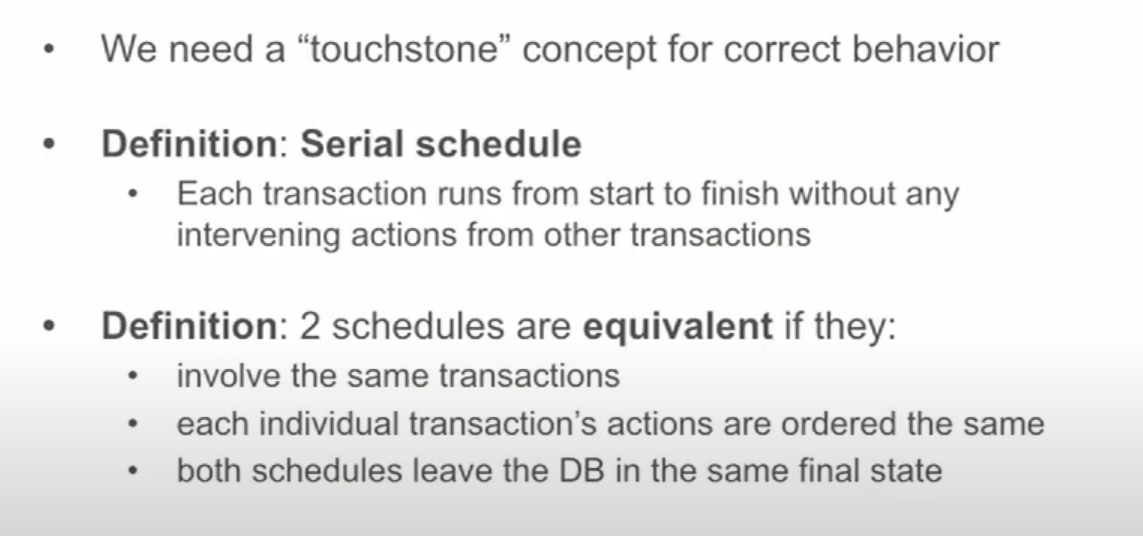 • We need a “touchstone” concept for correct behavior
• Definition: Serial schedule
• Each transaction runs from start to finish without any
intervening actions from other transactions
• Definition: 2 schedules are equivalent if they:
• involve the same transactions
• each individual transaction’s actions are ordered the same
• both schedules leave the DB in the same final state